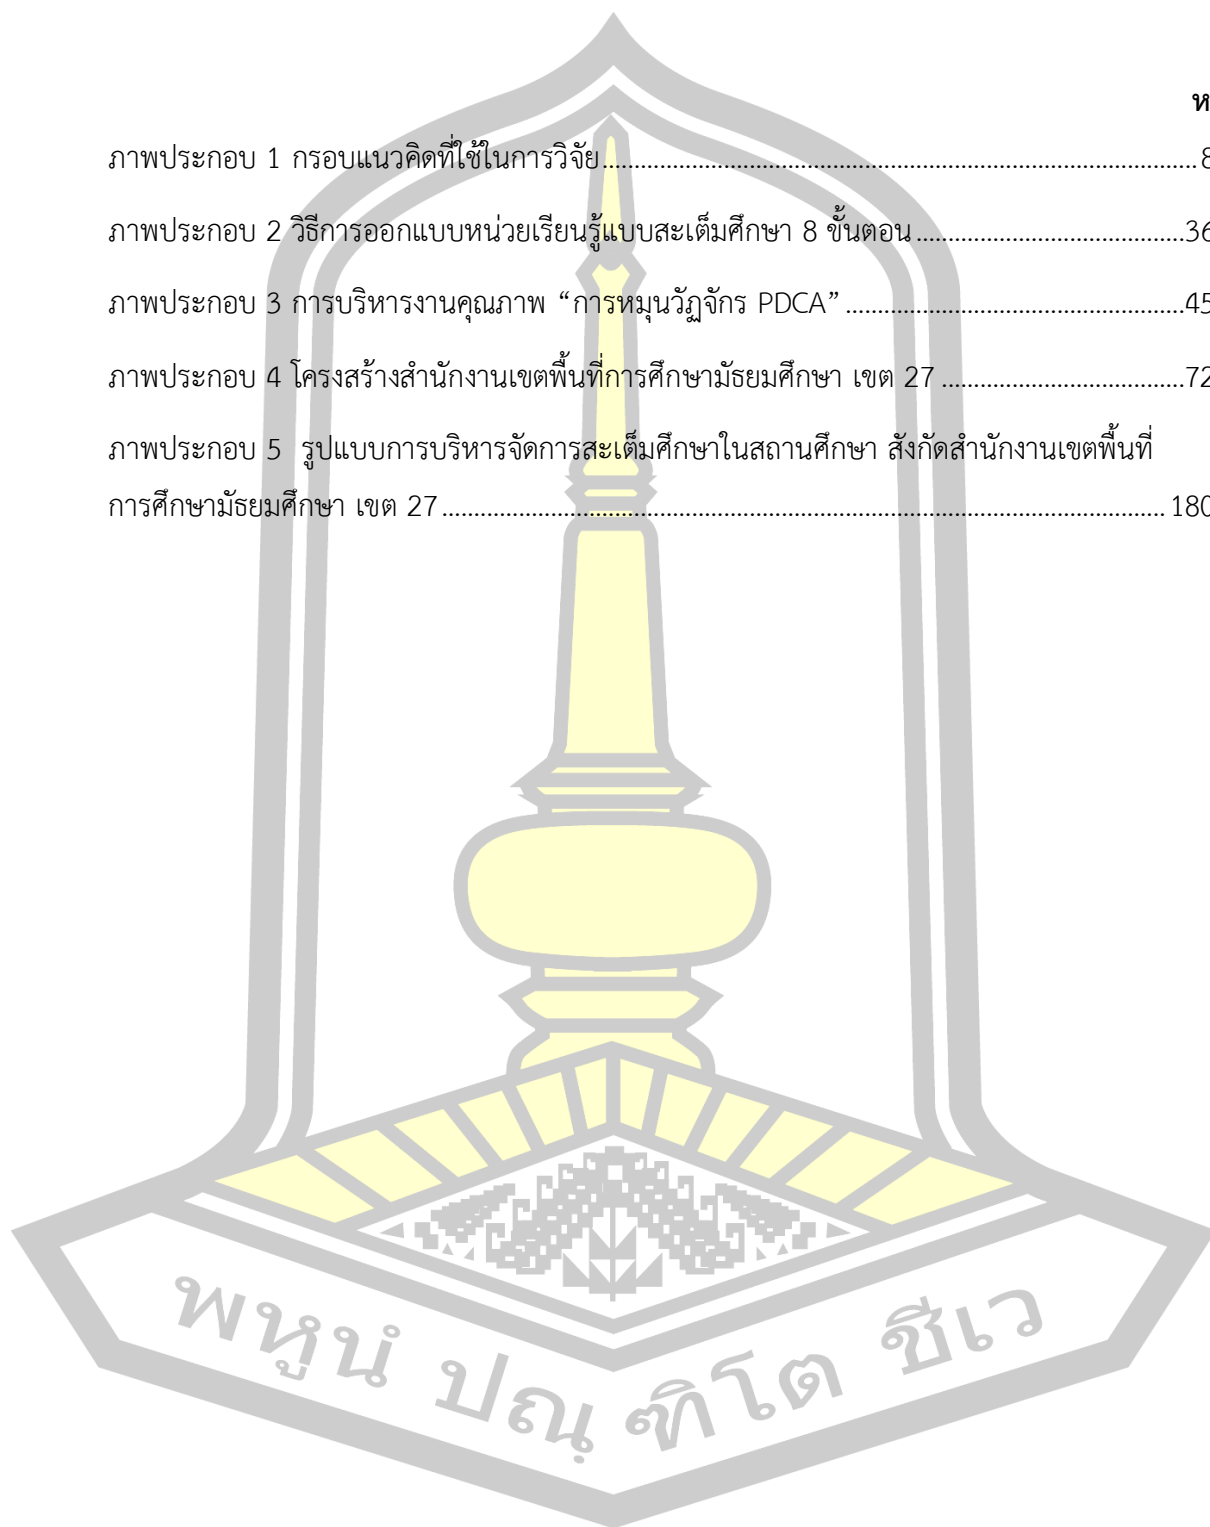 ห
ภาพประกอบ 1 กรอบแนวคิดที่ใช้ในการวิจัย.......................................................................................................8
ภาพประกอบ 2 วิธีการออกแบบหน่วยเรียนรู้แบบสะเต็มศึกษา 8 ขั้นตอน...............................................36
ภาพประกอบ 3 การบริหารงานคุณภาพ “การหมุนวัฏจักร PDCA”...........................................................45
ภาพประกอบ 4 โครงสร้างสำนักงานเขตพื้นที่การศึกษามัธยมศึกษา เขต 27...........................................72
ภาพประกอบ 5 รูปแบบการบริหารจัดการสะเต็มศึกษาในสถานศึกษา สังกัดสำนักงานเขตพื้นที่
การศึกษามัธยมศึกษา เขต 27............................................................................................................................. 180
พหูนํ ปณฺ ฑิโต ชีเว